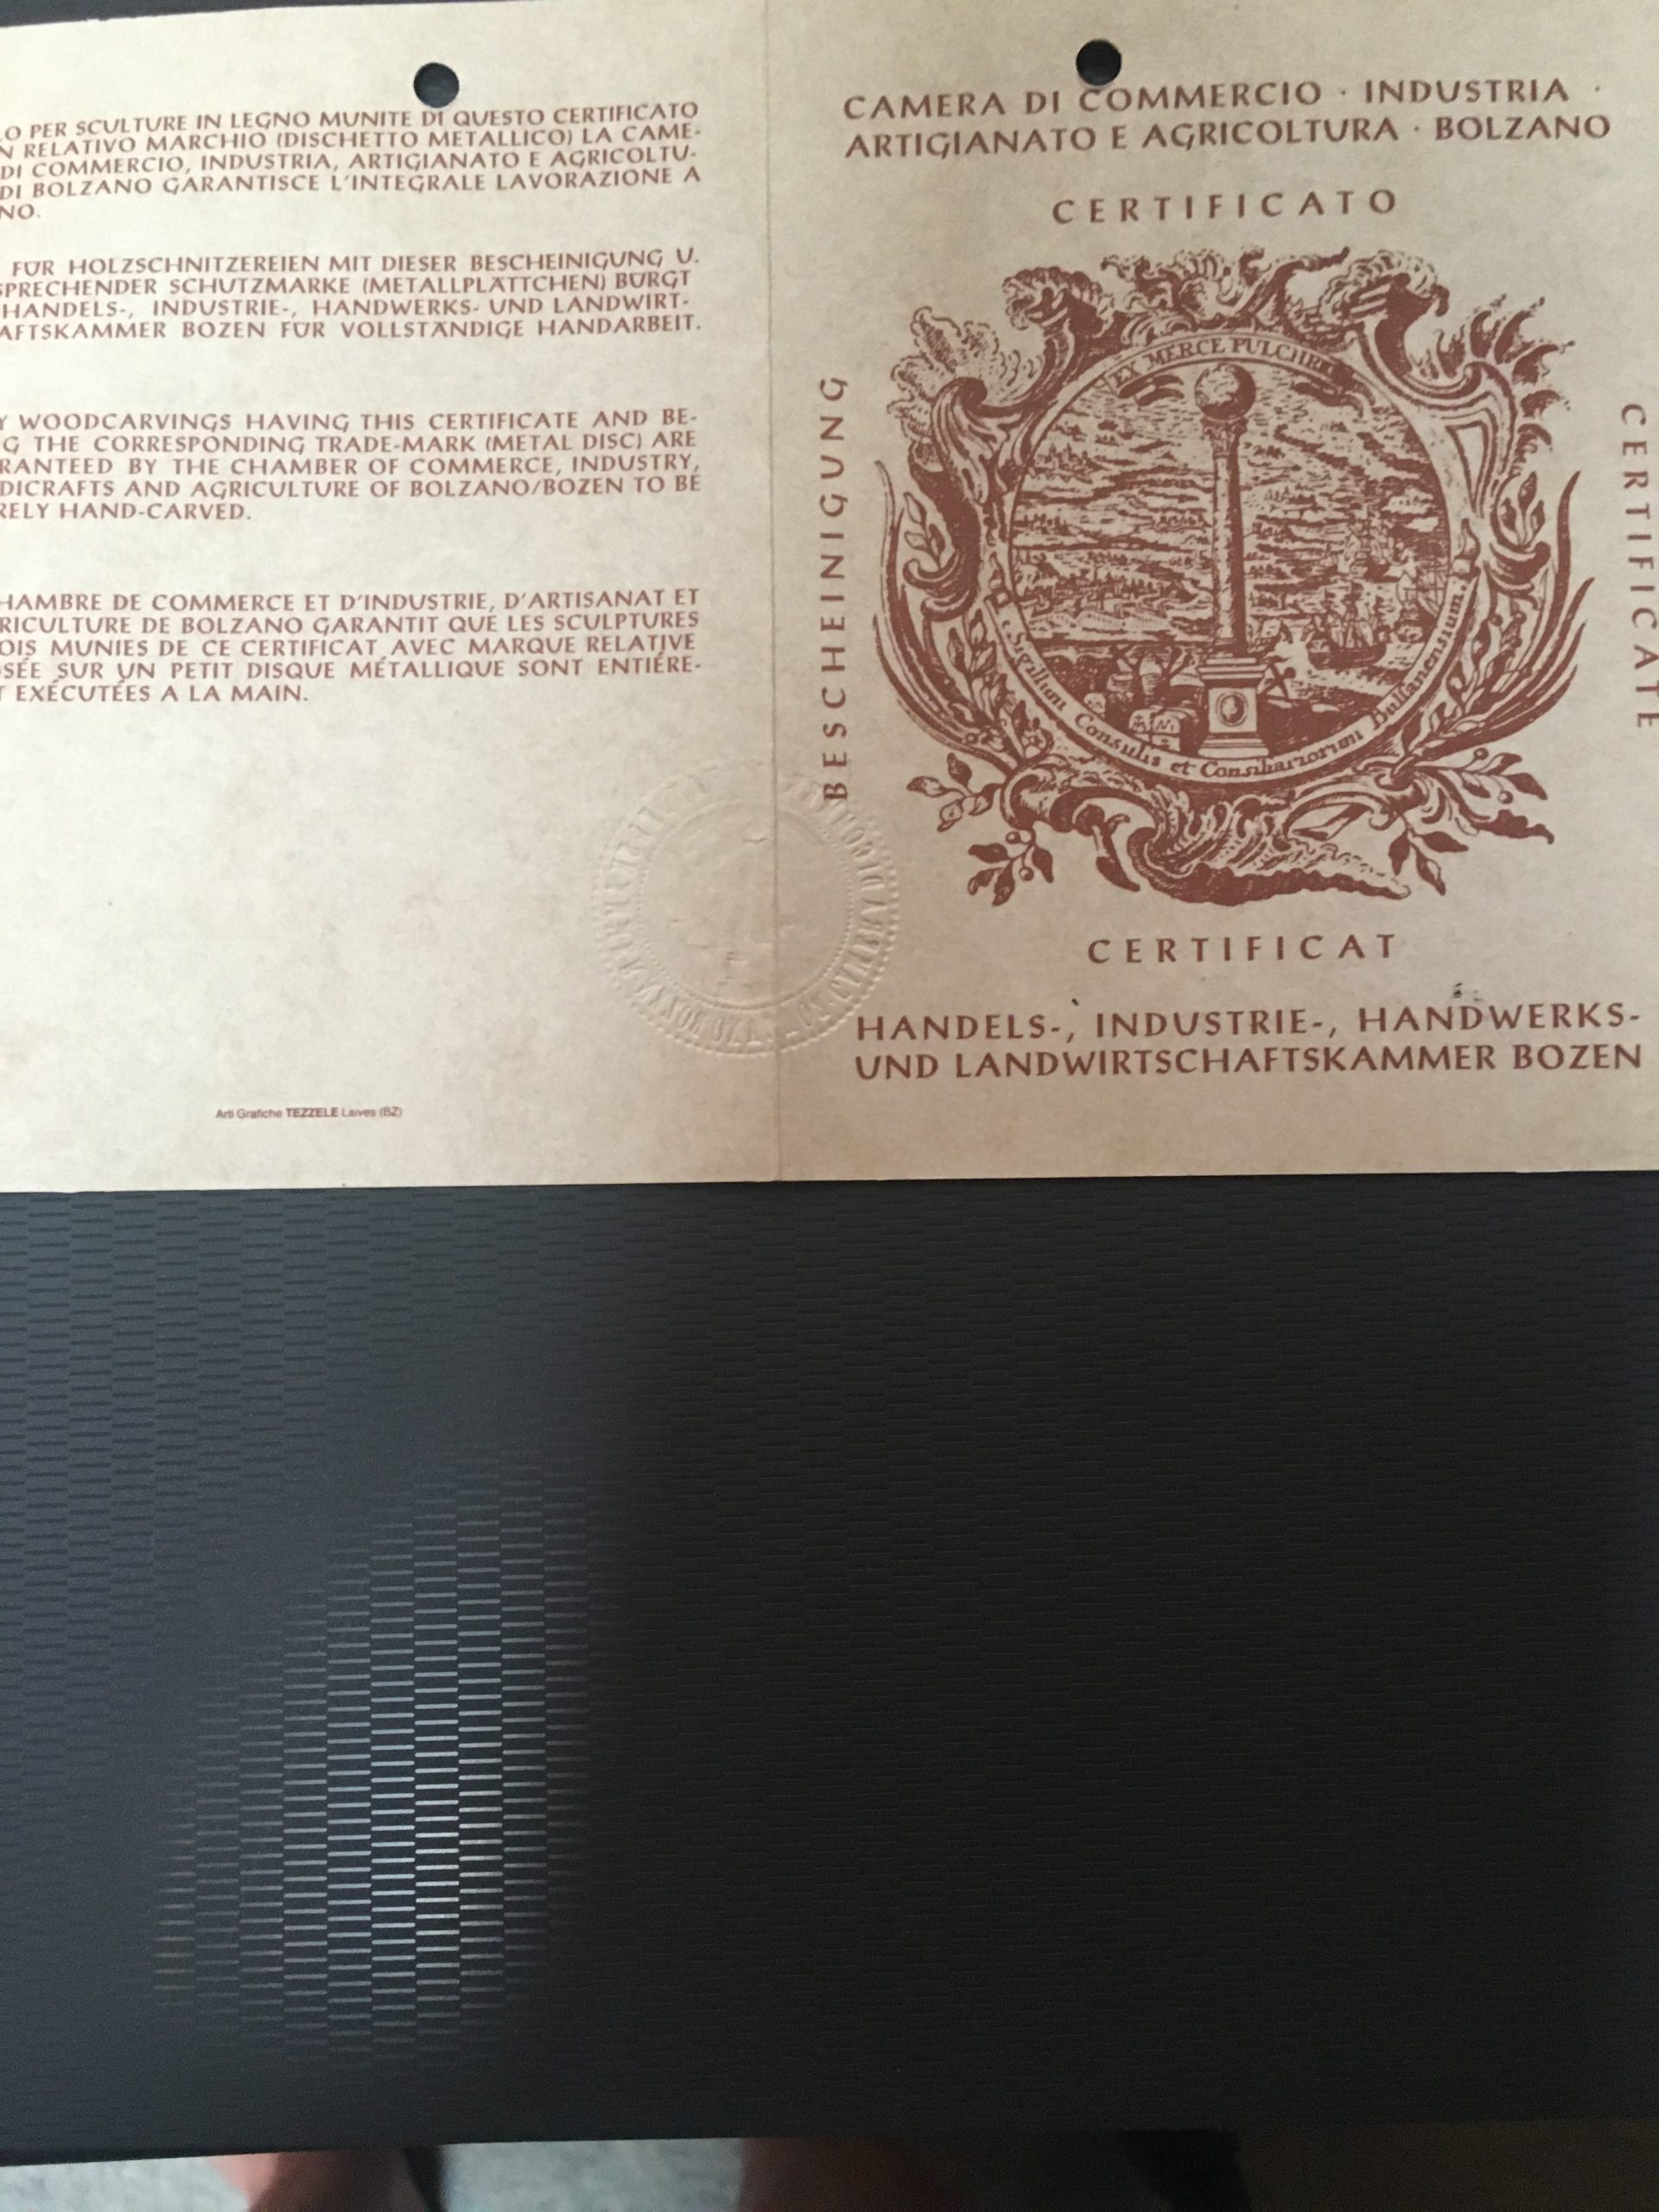 PER SCULTURE IN LEGNO MUNITE DI QUESTO CERTIFICATO
RELATIVO MARCHIO (DISCHETTO METALLICO) LA CAME-
DI COMMERCIO, INDUSTRIA, ARTIGIANATO E AGRICOLTU-
DI BOLZANO GARANTISCE L'INTEGRALE LAVORAZIONE A
NO.
FÜR HOLZSCHNITZEREIEN MIT DIESER BESCHEINIGUNG U.
SPRECHENDER SCHUTZMARKE (METALLPLÄTTCHEN) BÜRGT
HANDELS-, INDUSTRIE-, HANDWERKS- UND LANDWIRT-
AFTSKAMMER BOZEN FÜR VOLLSTÄNDIGE HANDARBEIT.
Y WOODCARVINGS HAVING THIS CERTIFICATE AND BE-
G THE CORRESPONDING TRADE-MARK (METAL DISC) ARE
RANTEED BY THE CHAMBER OF COMMERCE, INDUSTRY,
DICRAFTS AND AGRICULTURE OF BOLZANO/BOZEN TO BE
RELY HAND-CARVED.
HAMBRE DE COMMERCE ET D'INDUSTRIE, D'ARTISANAT ET
RICULTURE DE BOLZANO GARANTIT QUE LES SCULPTURES
OIS MUNIES DE CE CERTIFICAT AVEC MARQUE RELATIVE
SÉE SUR UN PETIT DISQUE MÉTALLIQUE SONT ENTIÉRE-
T EXÉCUTÉES A LA MAIN.
Arti Grafiche TEZZELE Laives (BZ)
CAMERA DI COMMERCIO · INDUSTRIA ·
ARTIGIANATO E AGRICOLTURA · BOLZANO
CERTIFICATO
BESCHEINIGUNG
EX MERCE PULCHRI
Sigillum Consulis et Consiliariorum Bulsanensium
CERTIFICATE
CERTIFICAT
HANDELS-, INDUSTRIE-, HANDWERKS-
UND LANDWIRTSCHAFTSKAMMER BOZEN